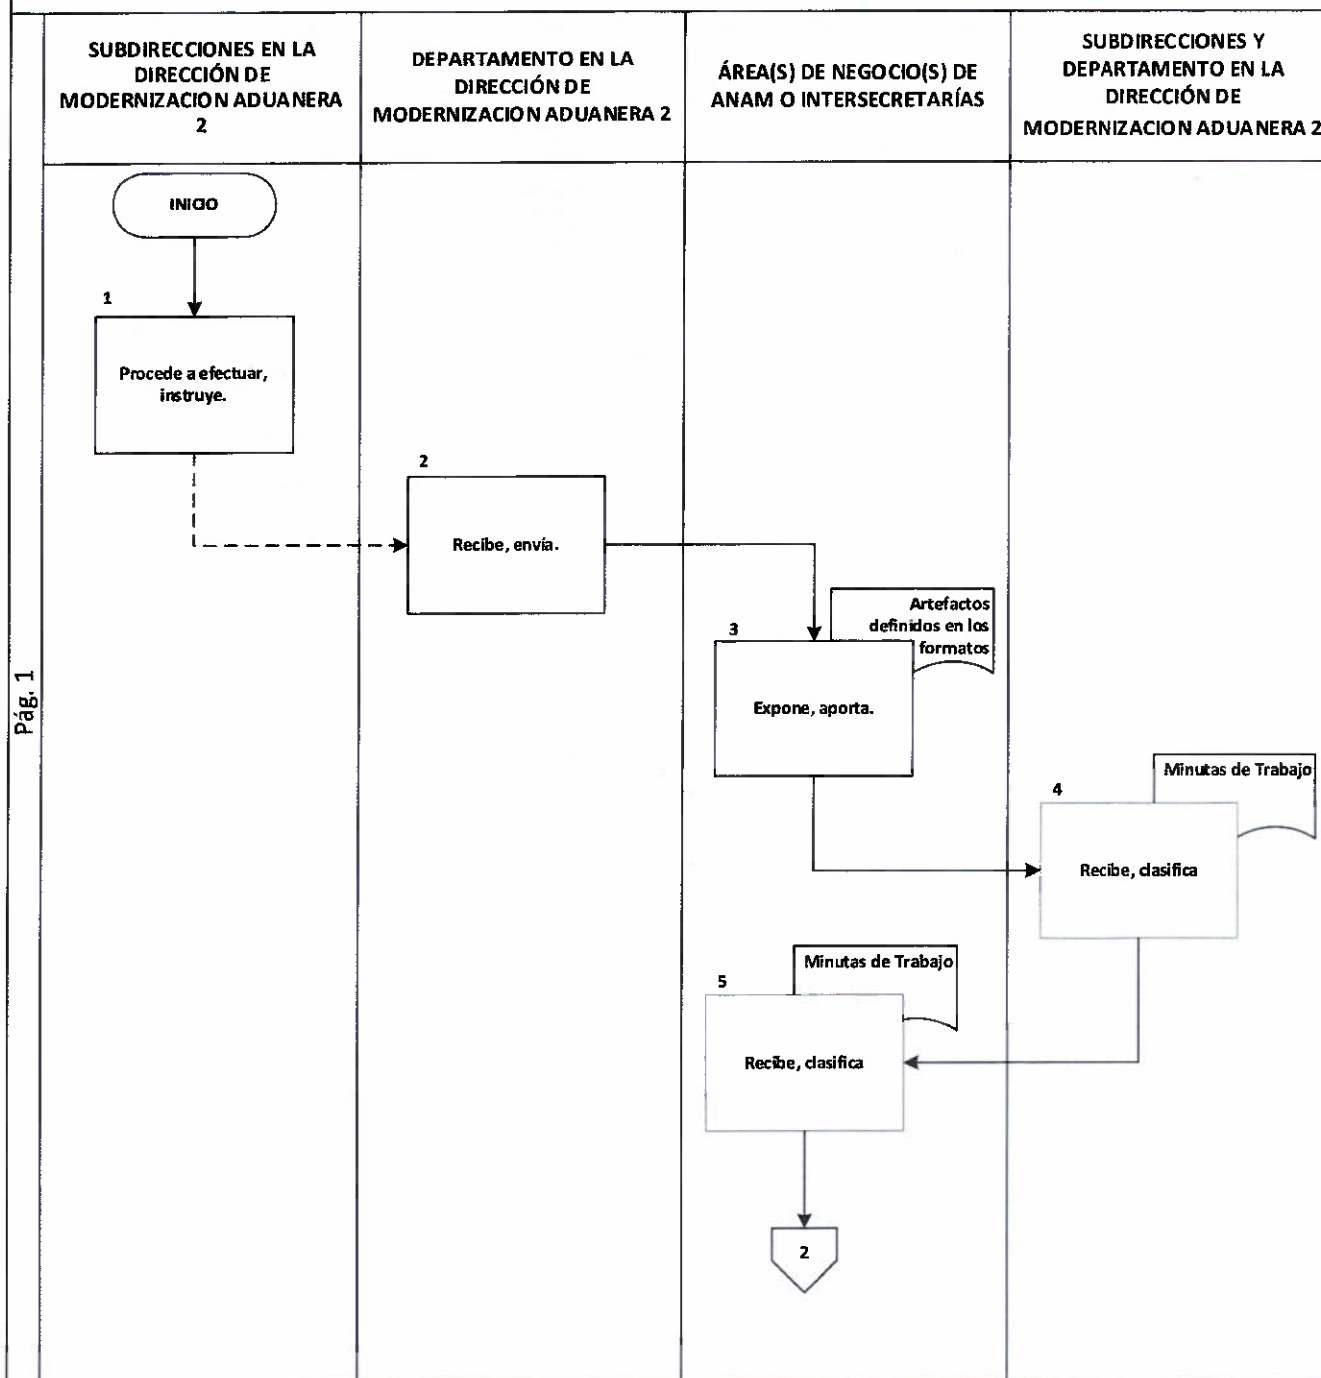 SUBDIRECCIONES EN LA
DIRECCIÓN DE
MODERNIZACION ADUANERA
2
DEPARTAMENTO EN LA
DIRECCIÓN DE
MODERNIZACION ADUANERA 2
ÁREA(S) DE NEGOCIO(S) DE
ANAM O INTERSECRETARÍAS
SUBDIRECCIONES Y
DEPARTAMENTO EN LA
DIRECCIÓN DE
MODERNIZACION ADUANERA 2
Pág. 1
INICIO
1
Procede a efectuar,
instruye.
2
Recibe, envía.
Artefactos
definidos en los
formatos
3
Expone, aporta.
Minutas de Trabajo
4
Recibe, clasifica
Minutas de Trabajo
5
Recibe, clasifica
2